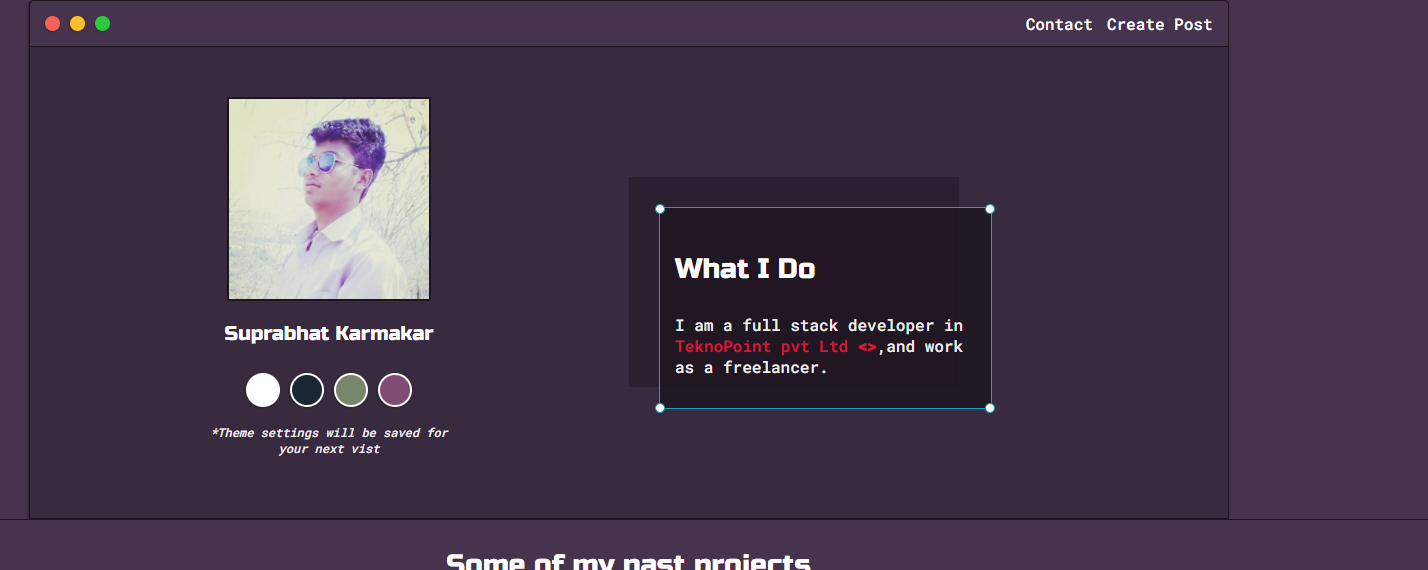 Contact Create Post
Suprabhat Karmakar
*Theme settings will be saved for
your next vist
What I Do
I am a full stack developer in
TeknoPoint pvt Ltd <>,and work
as a freelancer.
Some of my past projects